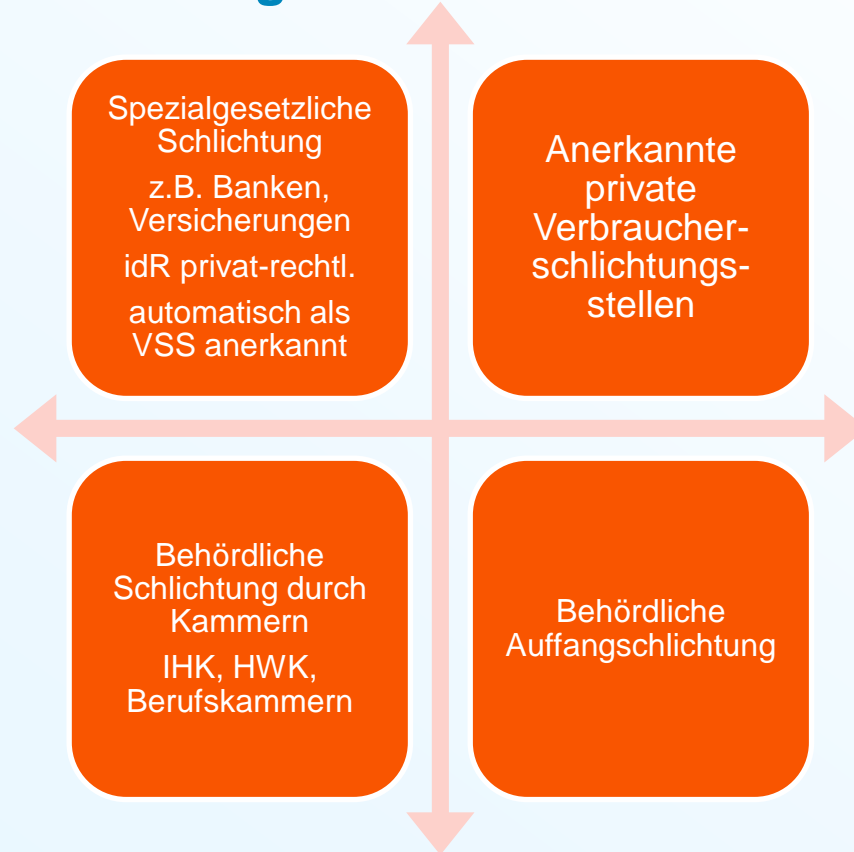 Spezialgesetzliche
Schlichtung
z.B. Banken,
Versicherungen
idR privat-rechtl.
automatisch als
VSS anerkannt
Anerkannte
private
Verbraucher-
schlichtungs-
stellen
Behördliche
Schlichtung durch
Kammern
IHK, HWK,
Berufskammern
Behördliche
Auffangschlichtung